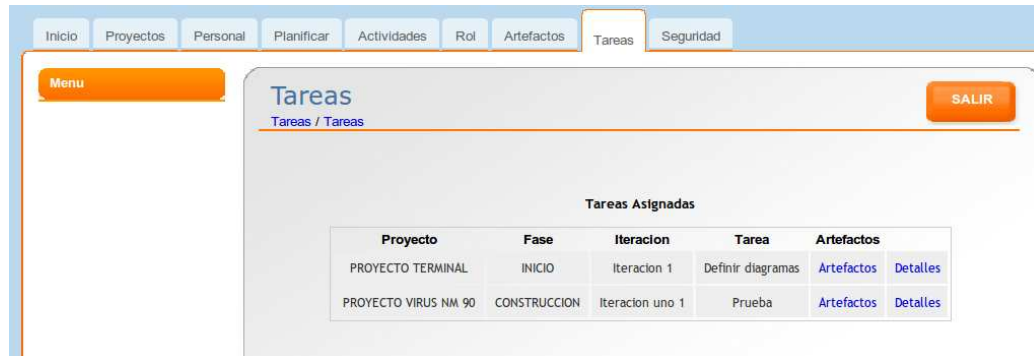 Inicio Proyectos Personal Planificar Actividades Rol Artefactos Tareas Seguridad
Menu
Tareas
SALIR
Tareas / Tareas
Tareas Asignadas
Proyecto Fase Iteracion Tarea Artefactos
PROYECTO TERMINAL INICIO Iteracion 1 Definir diagramas Artefactos Detalles
PROYECTO VIRUS NM 90 CONSTRUCCION Iteracion uno 1 Prueba Artefactos Detalles